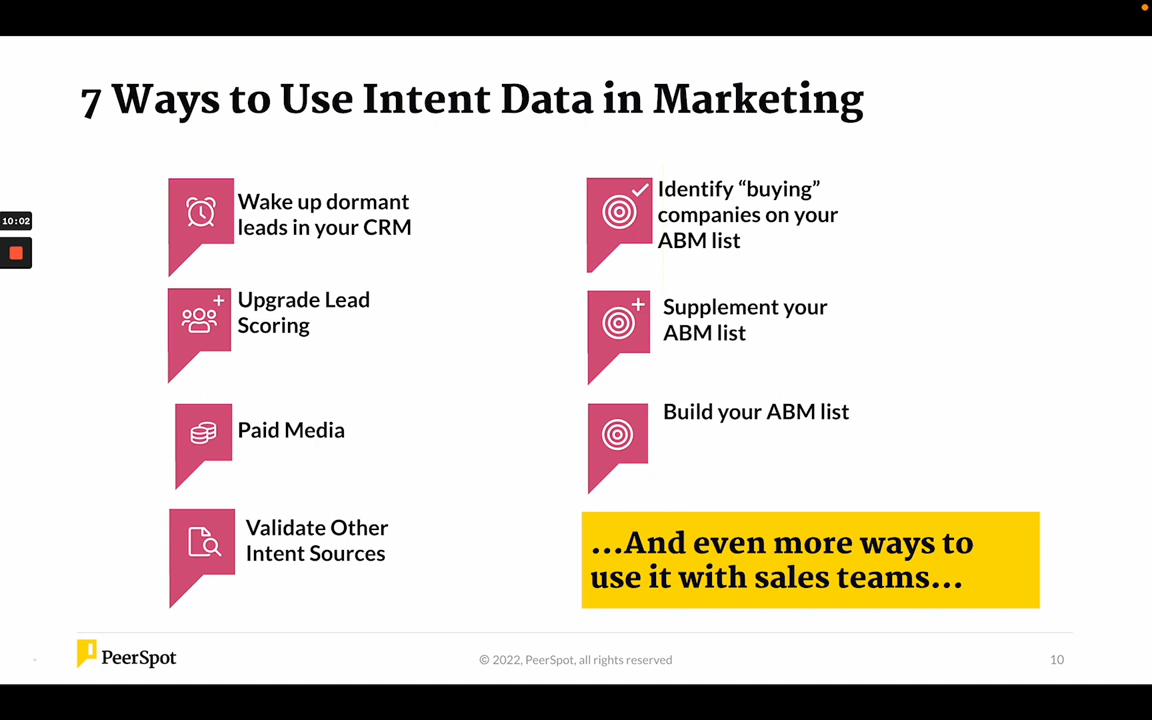 7 Ways to Use Intent Data in Marketing
10:02
Wake up dormant
leads in your CRM
Upgrade Lead
Scoring
Paid Media
Validate Other
Intent Sources
Identify “buying”
companies on your
ABM list
Supplement your
ABM list
Build your ABM list
...And even more ways to
use it with sales teams...
PeerSpot
© 2022, PeerSpot, all rights reserved
10